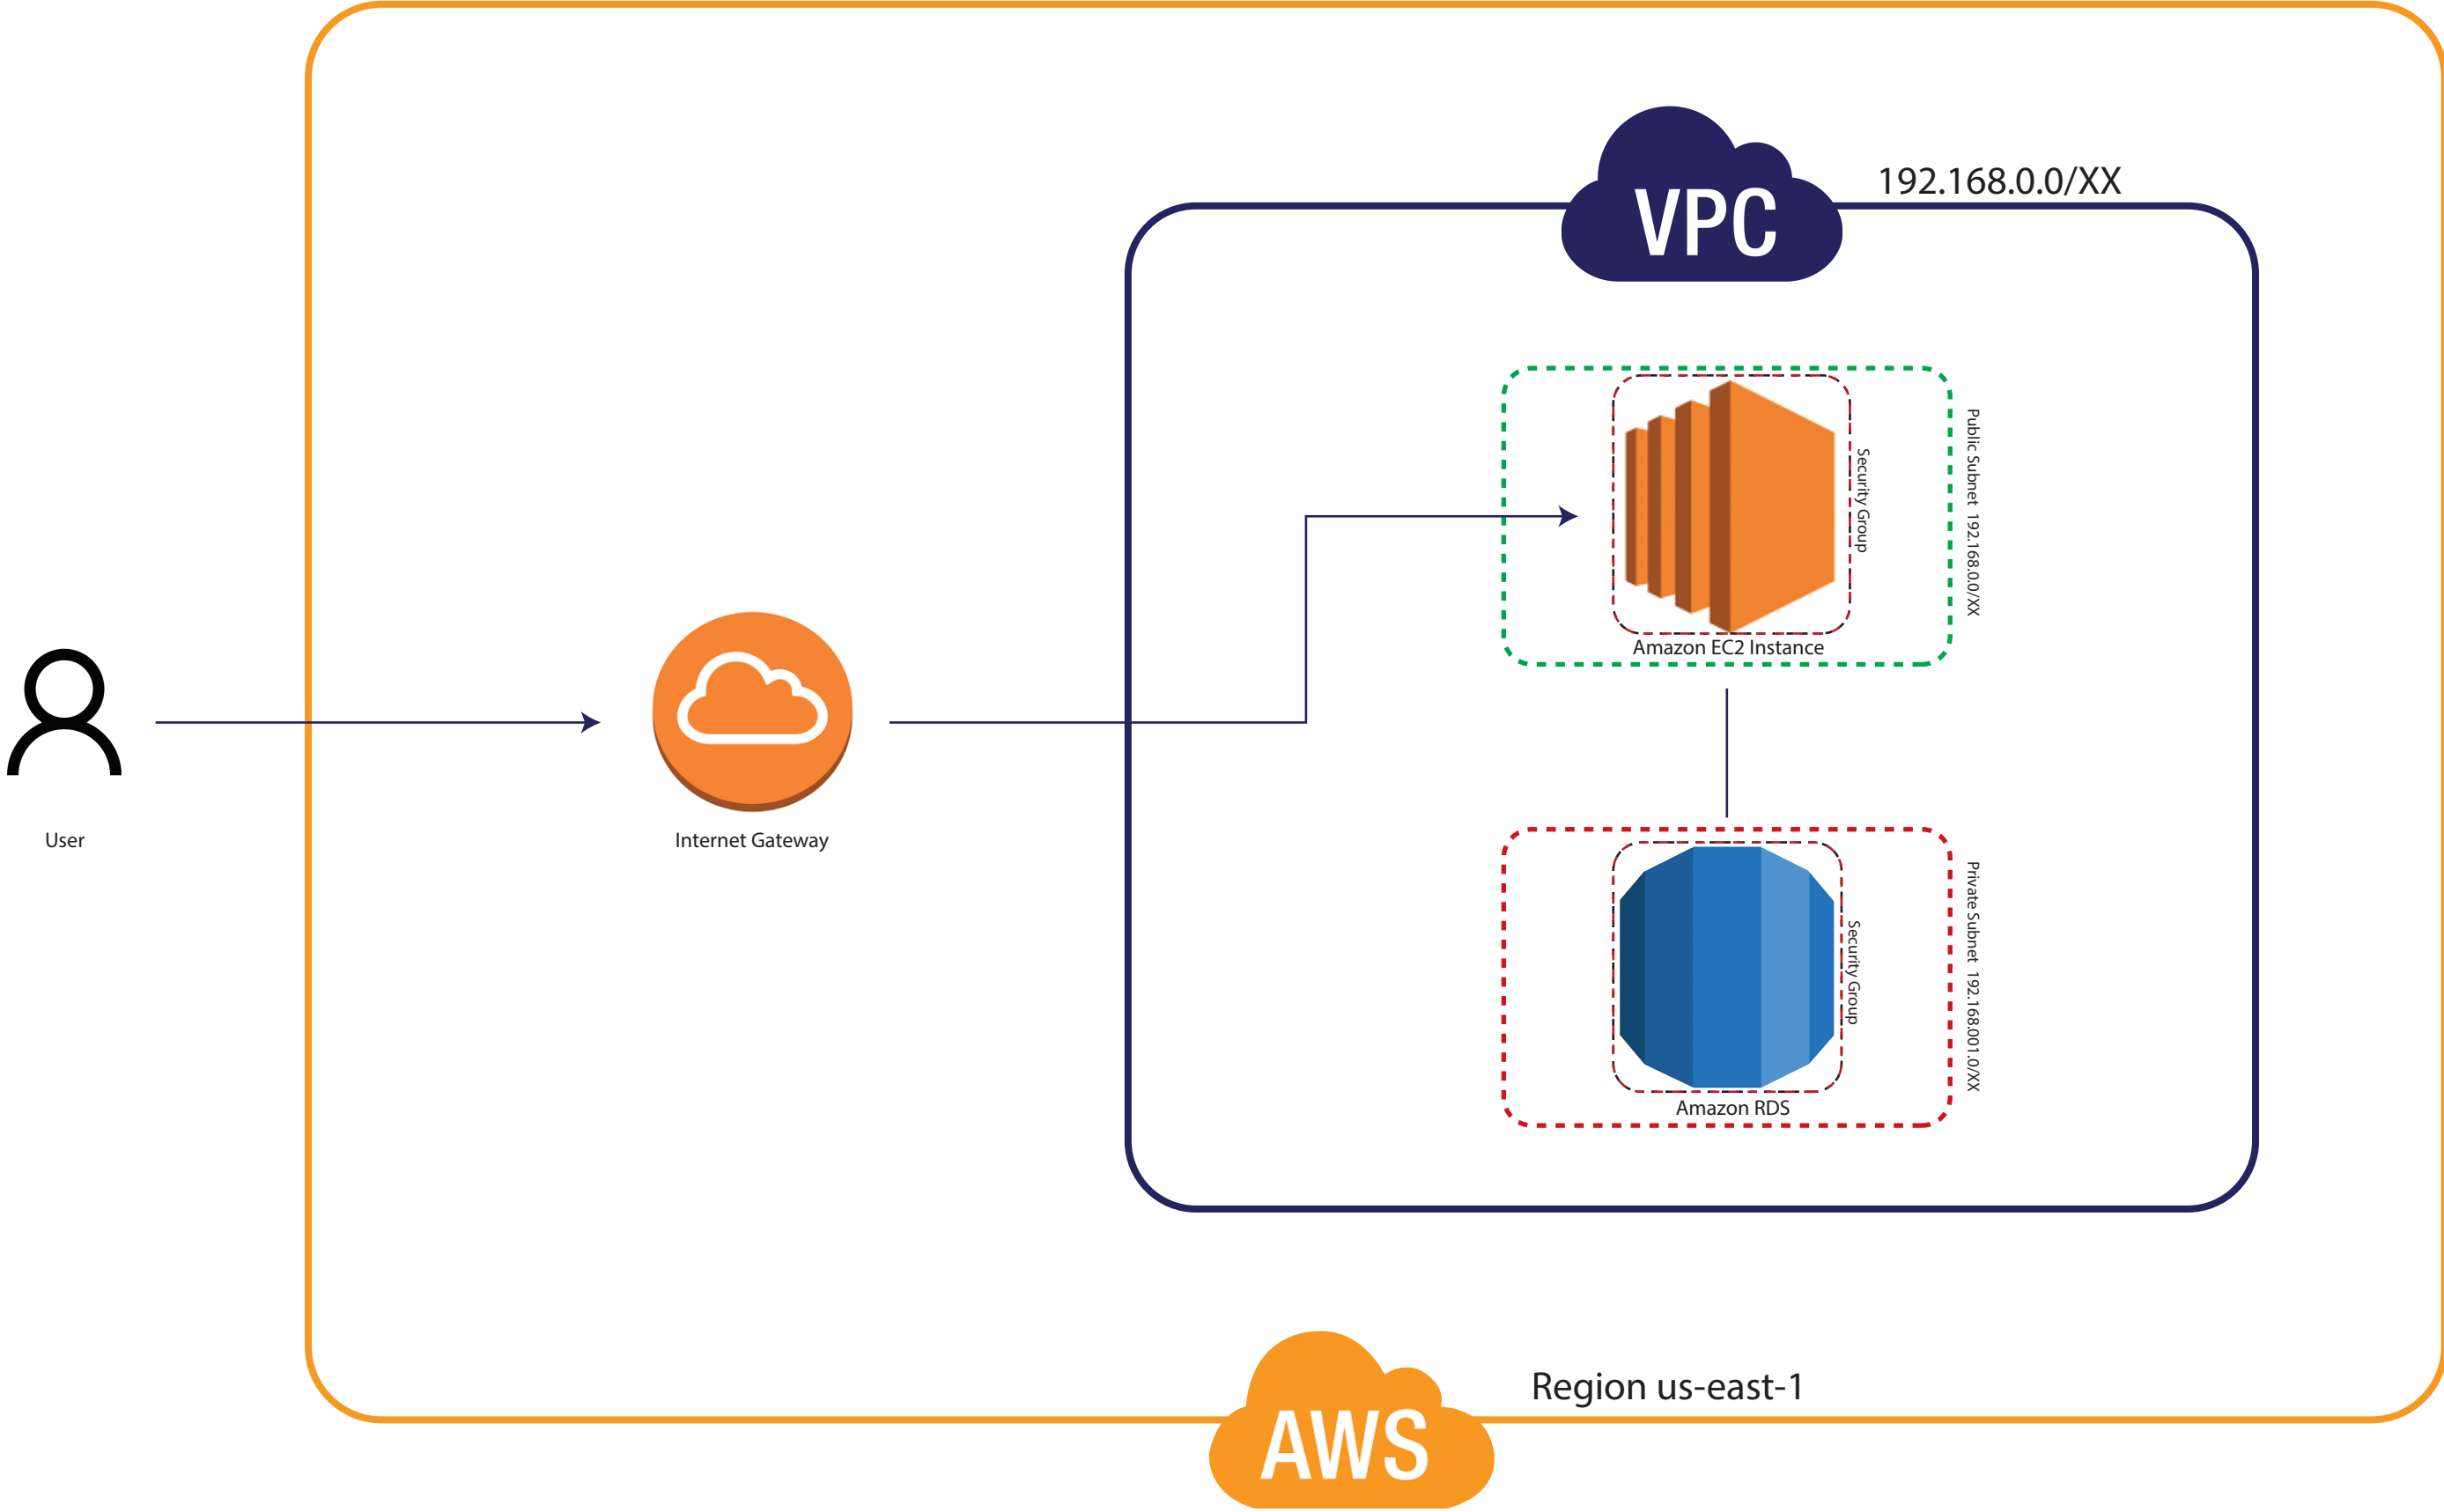 VPC
192.168.0.0/XX
Public Subnet 192.168.0.0/XX
Security Group
Amazon EC2 Instance
User
Internet Gateway
Private Subnet 192.168.001.0/XX
Security Group
Amazon RDS
Region us-east-1
AWS